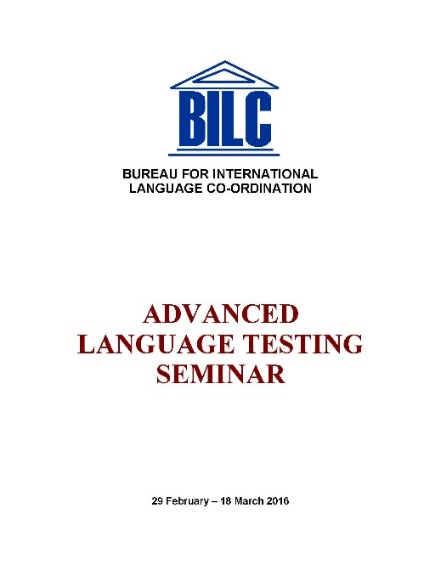 BILC
BUREAU FOR INTERNATIONAL
LANGUAGE CO-ORDINATION
ADVANCED
LANGUAGE TESTING
SEMINAR
29 February – 18 March 2016